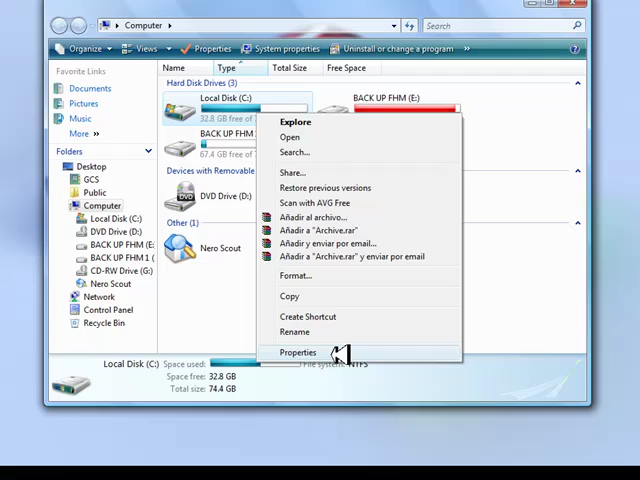 Computer
Search
Organize Views Properties System properties Uninstall or change a program »
Favorite Links
Documents
Pictures
Music
More »
Folders
Desktop
GCS
Public
Computer
Local Disk (C:)
DVD Drive (D:)
BACK UP FHM (E:
BACK UP FHM
CD-RW Drive (G:)
Nero Scout
Network
Control Panel
Recycle Bin
Name Type Total Size Free Space
Hard Disk Drives (3)
Local Disk (C:)
32.8 GB free of
BACK UP FHM (E:)
BACK UP FHM
67.4 GB free of
Devices with Removable
DVD Drive (D:)
Other (1)
Nero Scout
Explore
Open
Search...
Share...
Restore previous versions
Scan with AVG Free
Añadir al archivo...
Añadir a "Archive.rar"
Añadir y enviar por email...
Añadir a "Archive.rar" y enviar por email
Format...
Copy
Create Shortcut
Rename
Properties
Local Disk (C:) Space used: File system: NTFS
Space free: 32.8 GB
Total size: 74.4 GB